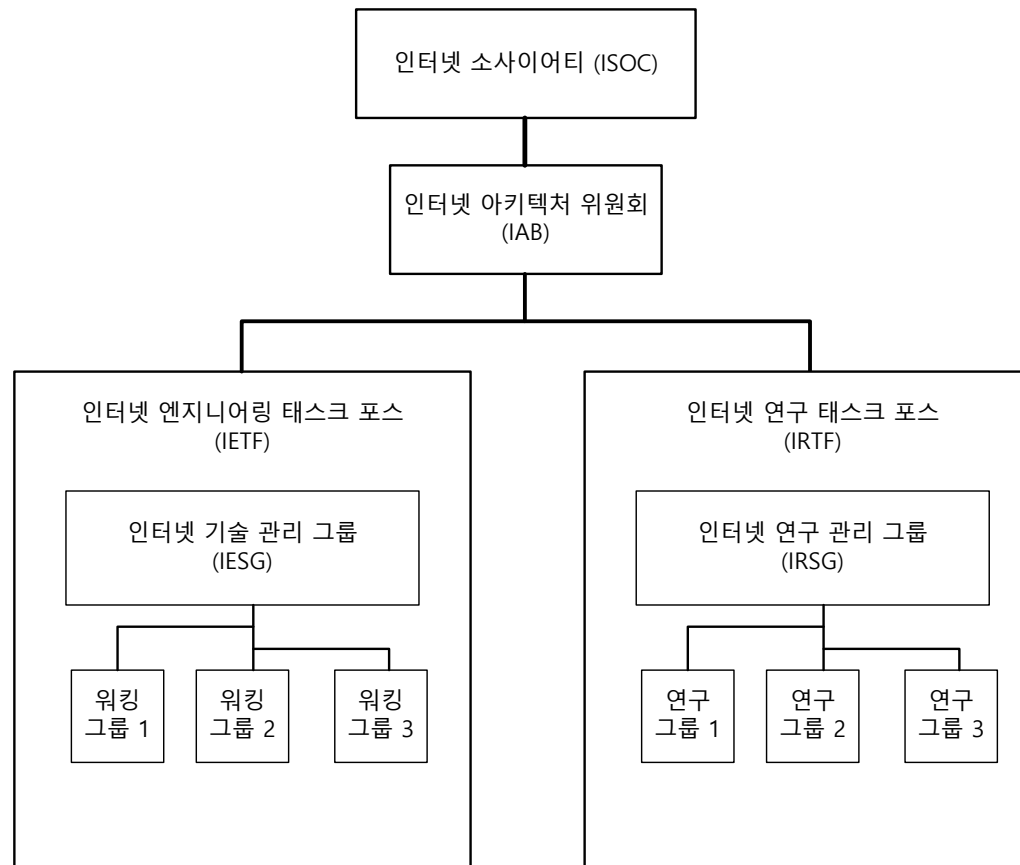 인터넷 소사이어티 (ISOC)
인터넷 아키텍처 위원회
(IAB)
인터넷 엔지니어링 태스크 포스
(IETF)
인터넷 기술 관리 그룹
(IESG)
워킹
그룹 1
워킹
그룹 2
워킹
그룹 3
인터넷 연구 태스크 포스
(IRTF)
인터넷 연구 관리 그룹
(IRSG)
연구
그룹 1
연구
그룹 2
연구
그룹 3